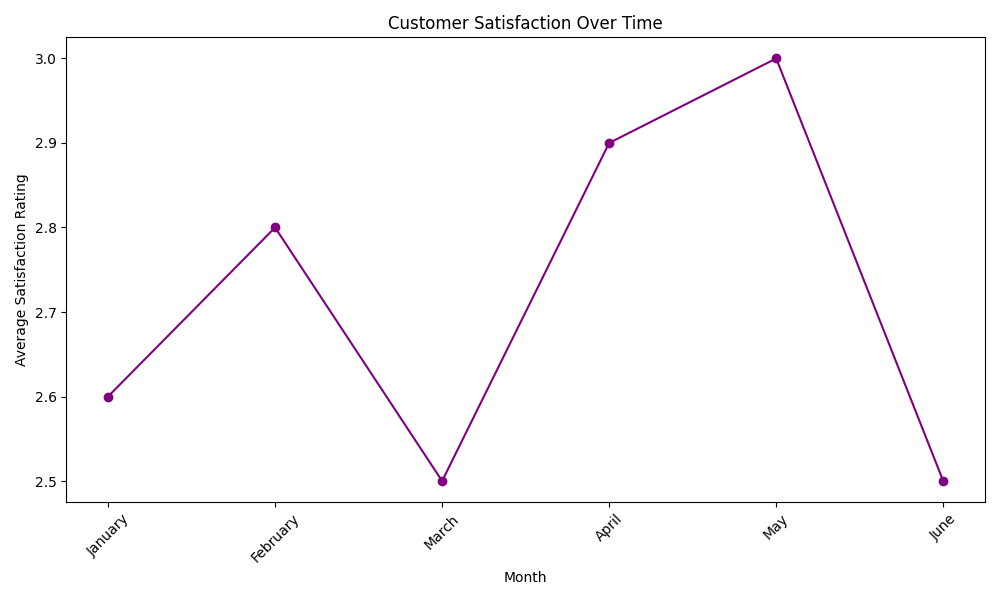 Customer Satisfaction Over Time
Average Satisfaction Rating
3.0
2.9
2.8
2.7
2.6
2.5
January
February
March
April
May
June
Month